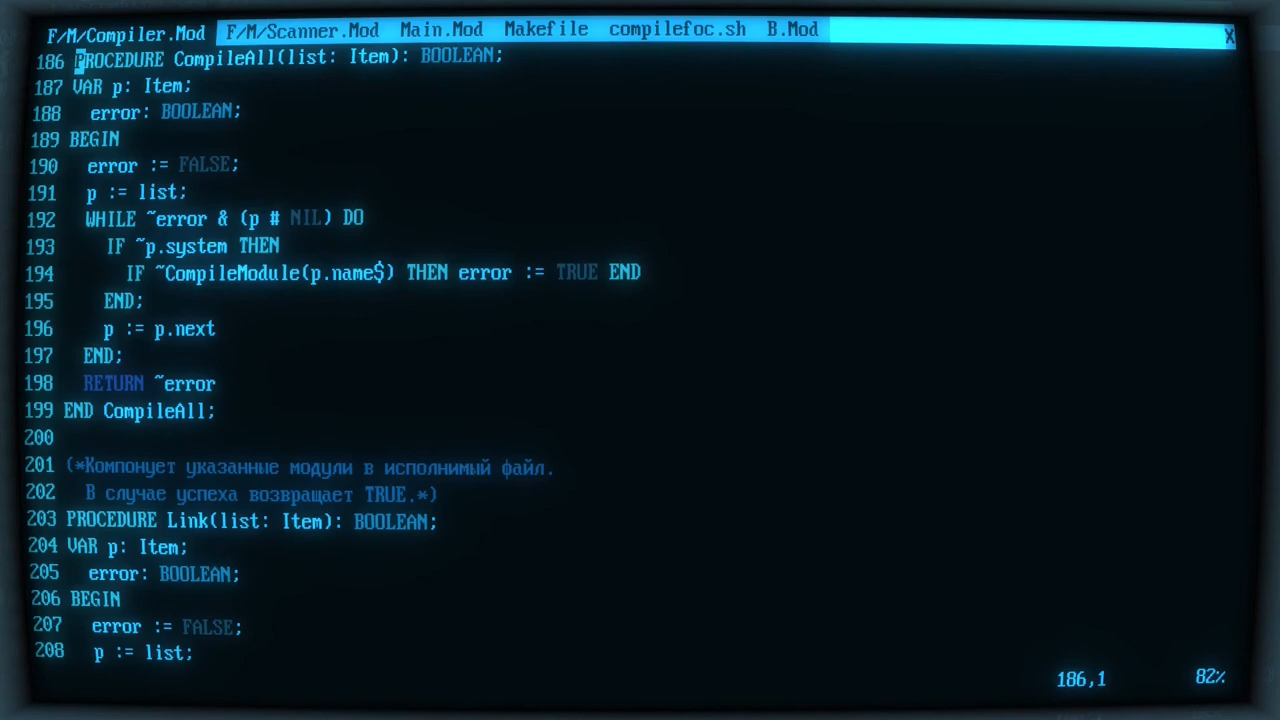 F/M/Compiler.Mod F/M/Scanner.Mod Main.Mod Makefile compilefoc.sh B.Mod X
186 PROCEDURE CompileAll(list: Item): BOOLEAN;
187 VAR p: Item;
188   error: BOOLEAN;
189 BEGIN
190   error := FALSE;
191   p := list;
192   WHILE ~error & (p # NIL) DO
193     IF ~p.system THEN
194       IF ~CompileModule(p.name$) THEN error := TRUE END
195     END;
196     p := p.next
197   END;
198   RETURN ~error
199 END CompileAll;
200
201 (*Компонует указанные модули в исполнимый файл.
202   В случае успеха возвращает TRUE.*)
203 PROCEDURE Link(list: Item): BOOLEAN;
204 VAR p: Item;
205   error: BOOLEAN;
206 BEGIN
207   error := FALSE;
208   p := list;
186,1 82%